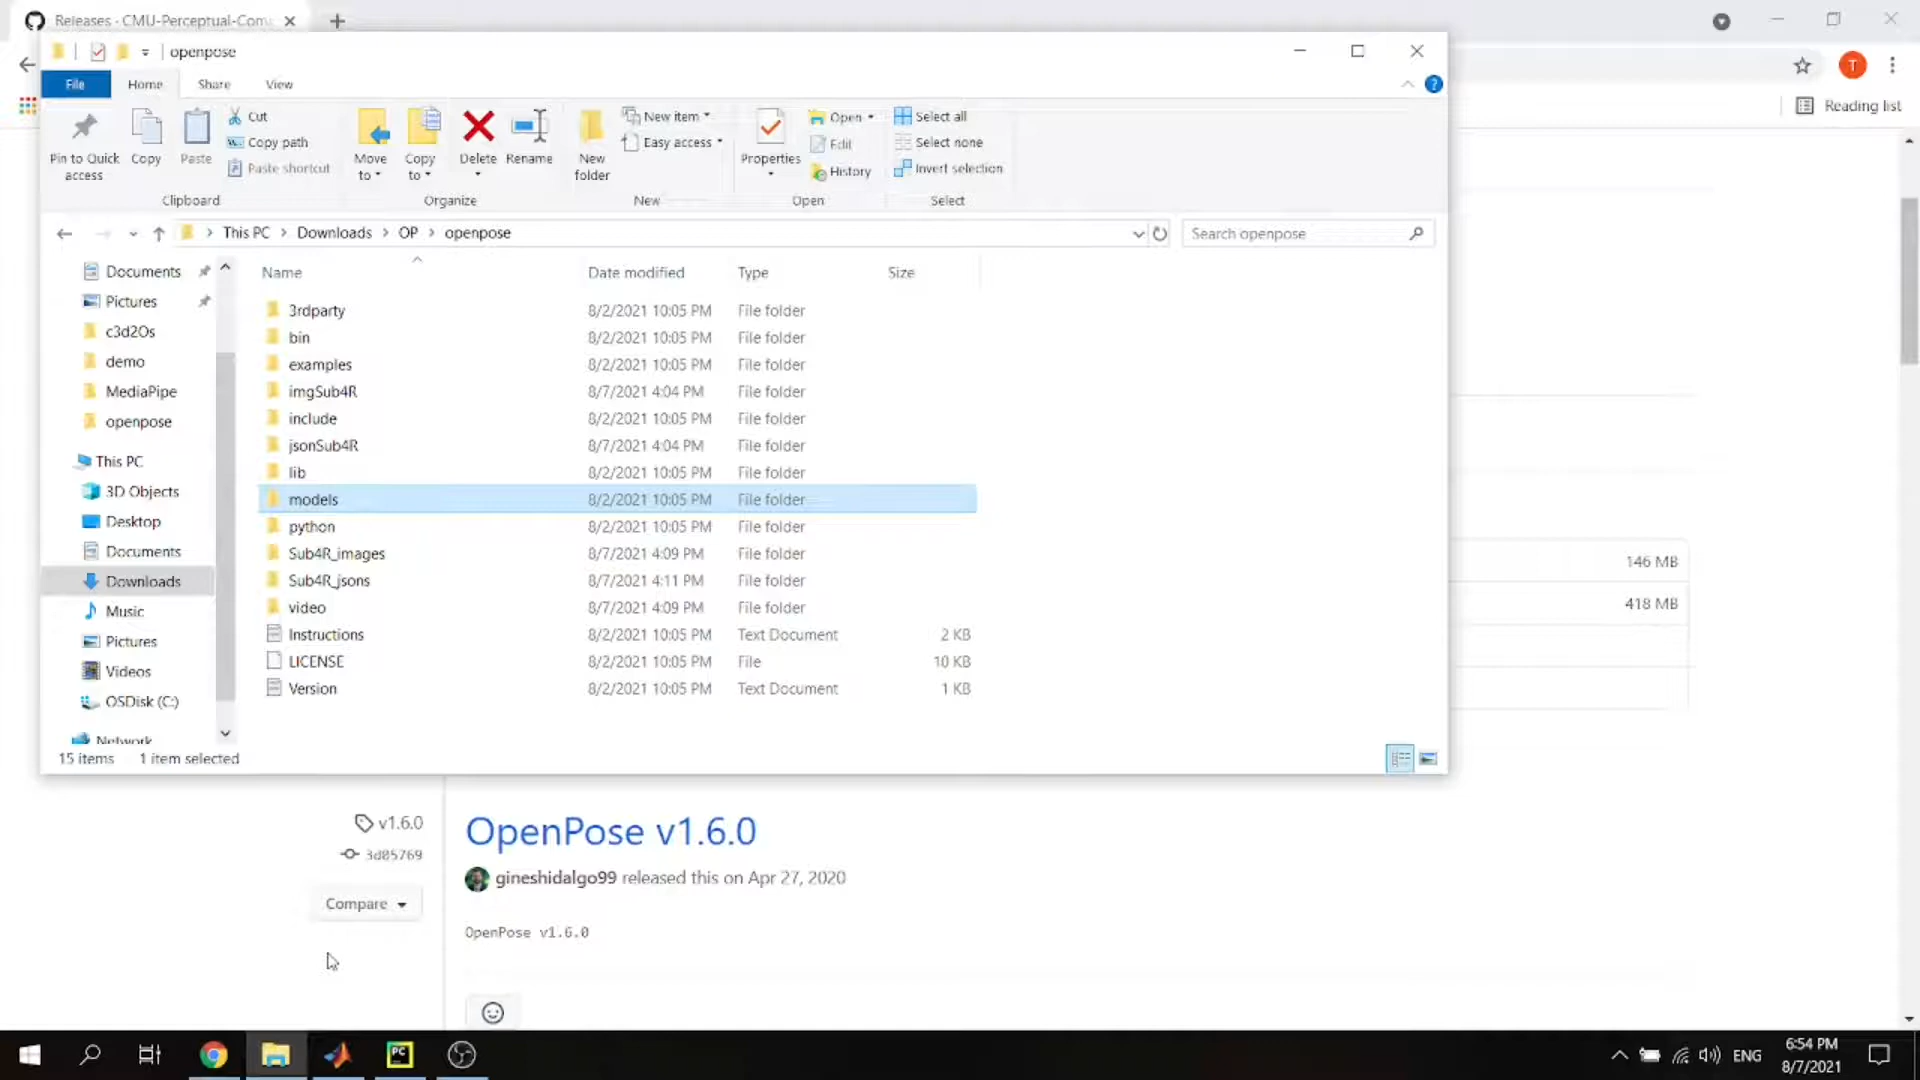 Releases · CMU-Perceptual-Com
openpose
File Home Share View
Reading list
Pin to Quick access
Copy
Paste
Cut
Copy path
Paste shortcut
Move to
Copy to
Delete
Rename
New folder
New item
Easy access
Properties
Open
Edit
History
Select all
Select none
Invert selection
Clipboard Organize New Open Select
This PC Downloads OP openpose
Search openpose
Documents
Pictures
c3d2Os
demo
MediaPipe
openpose
This PC
3D Objects
Desktop
Documents
Downloads
Music
Pictures
Videos
OSDisk (C:)
Network
Name Date modified Type Size
3rdparty 8/2/2021 10:05 PM File folder
bin 8/2/2021 10:05 PM File folder
examples 8/2/2021 10:05 PM File folder
imgSub4R 8/7/2021 4:04 PM File folder
include 8/2/2021 10:05 PM File folder
jsonSub4R 8/7/2021 4:04 PM File folder
lib 8/2/2021 10:05 PM File folder
models 8/2/2021 10:05 PM File folder
python 8/2/2021 10:05 PM File folder
Sub4R_images 8/7/2021 4:09 PM File folder
Sub4R_jsons 8/7/2021 4:11 PM File folder
video 8/7/2021 4:09 PM File folder
Instructions 8/2/2021 10:05 PM Text Document 2 KB
LICENSE 8/2/2021 10:05 PM File 10 KB
Version 8/2/2021 10:05 PM Text Document 1 KB
146 MB
418 MB
15 items 1 item selected
v1.6.0
3d85769
Compare
OpenPose v1.6.0
gineshidalgo99 released this on Apr 27, 2020
OpenPose v1.6.0
T
PC
ENG
6:54 PM
8/7/2021